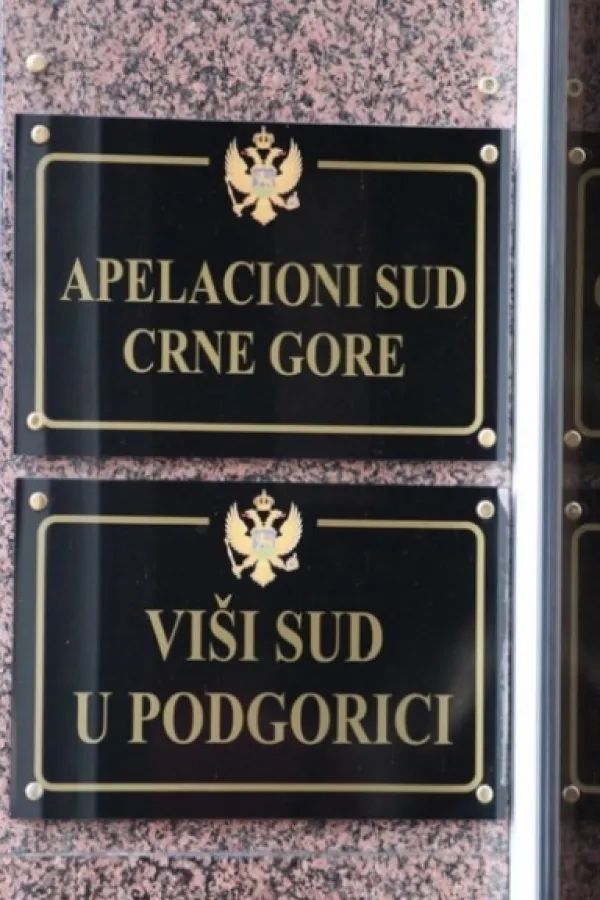 APELACIONI SUD
CRNE GORE
VIŠI SUD
U PODGORICI